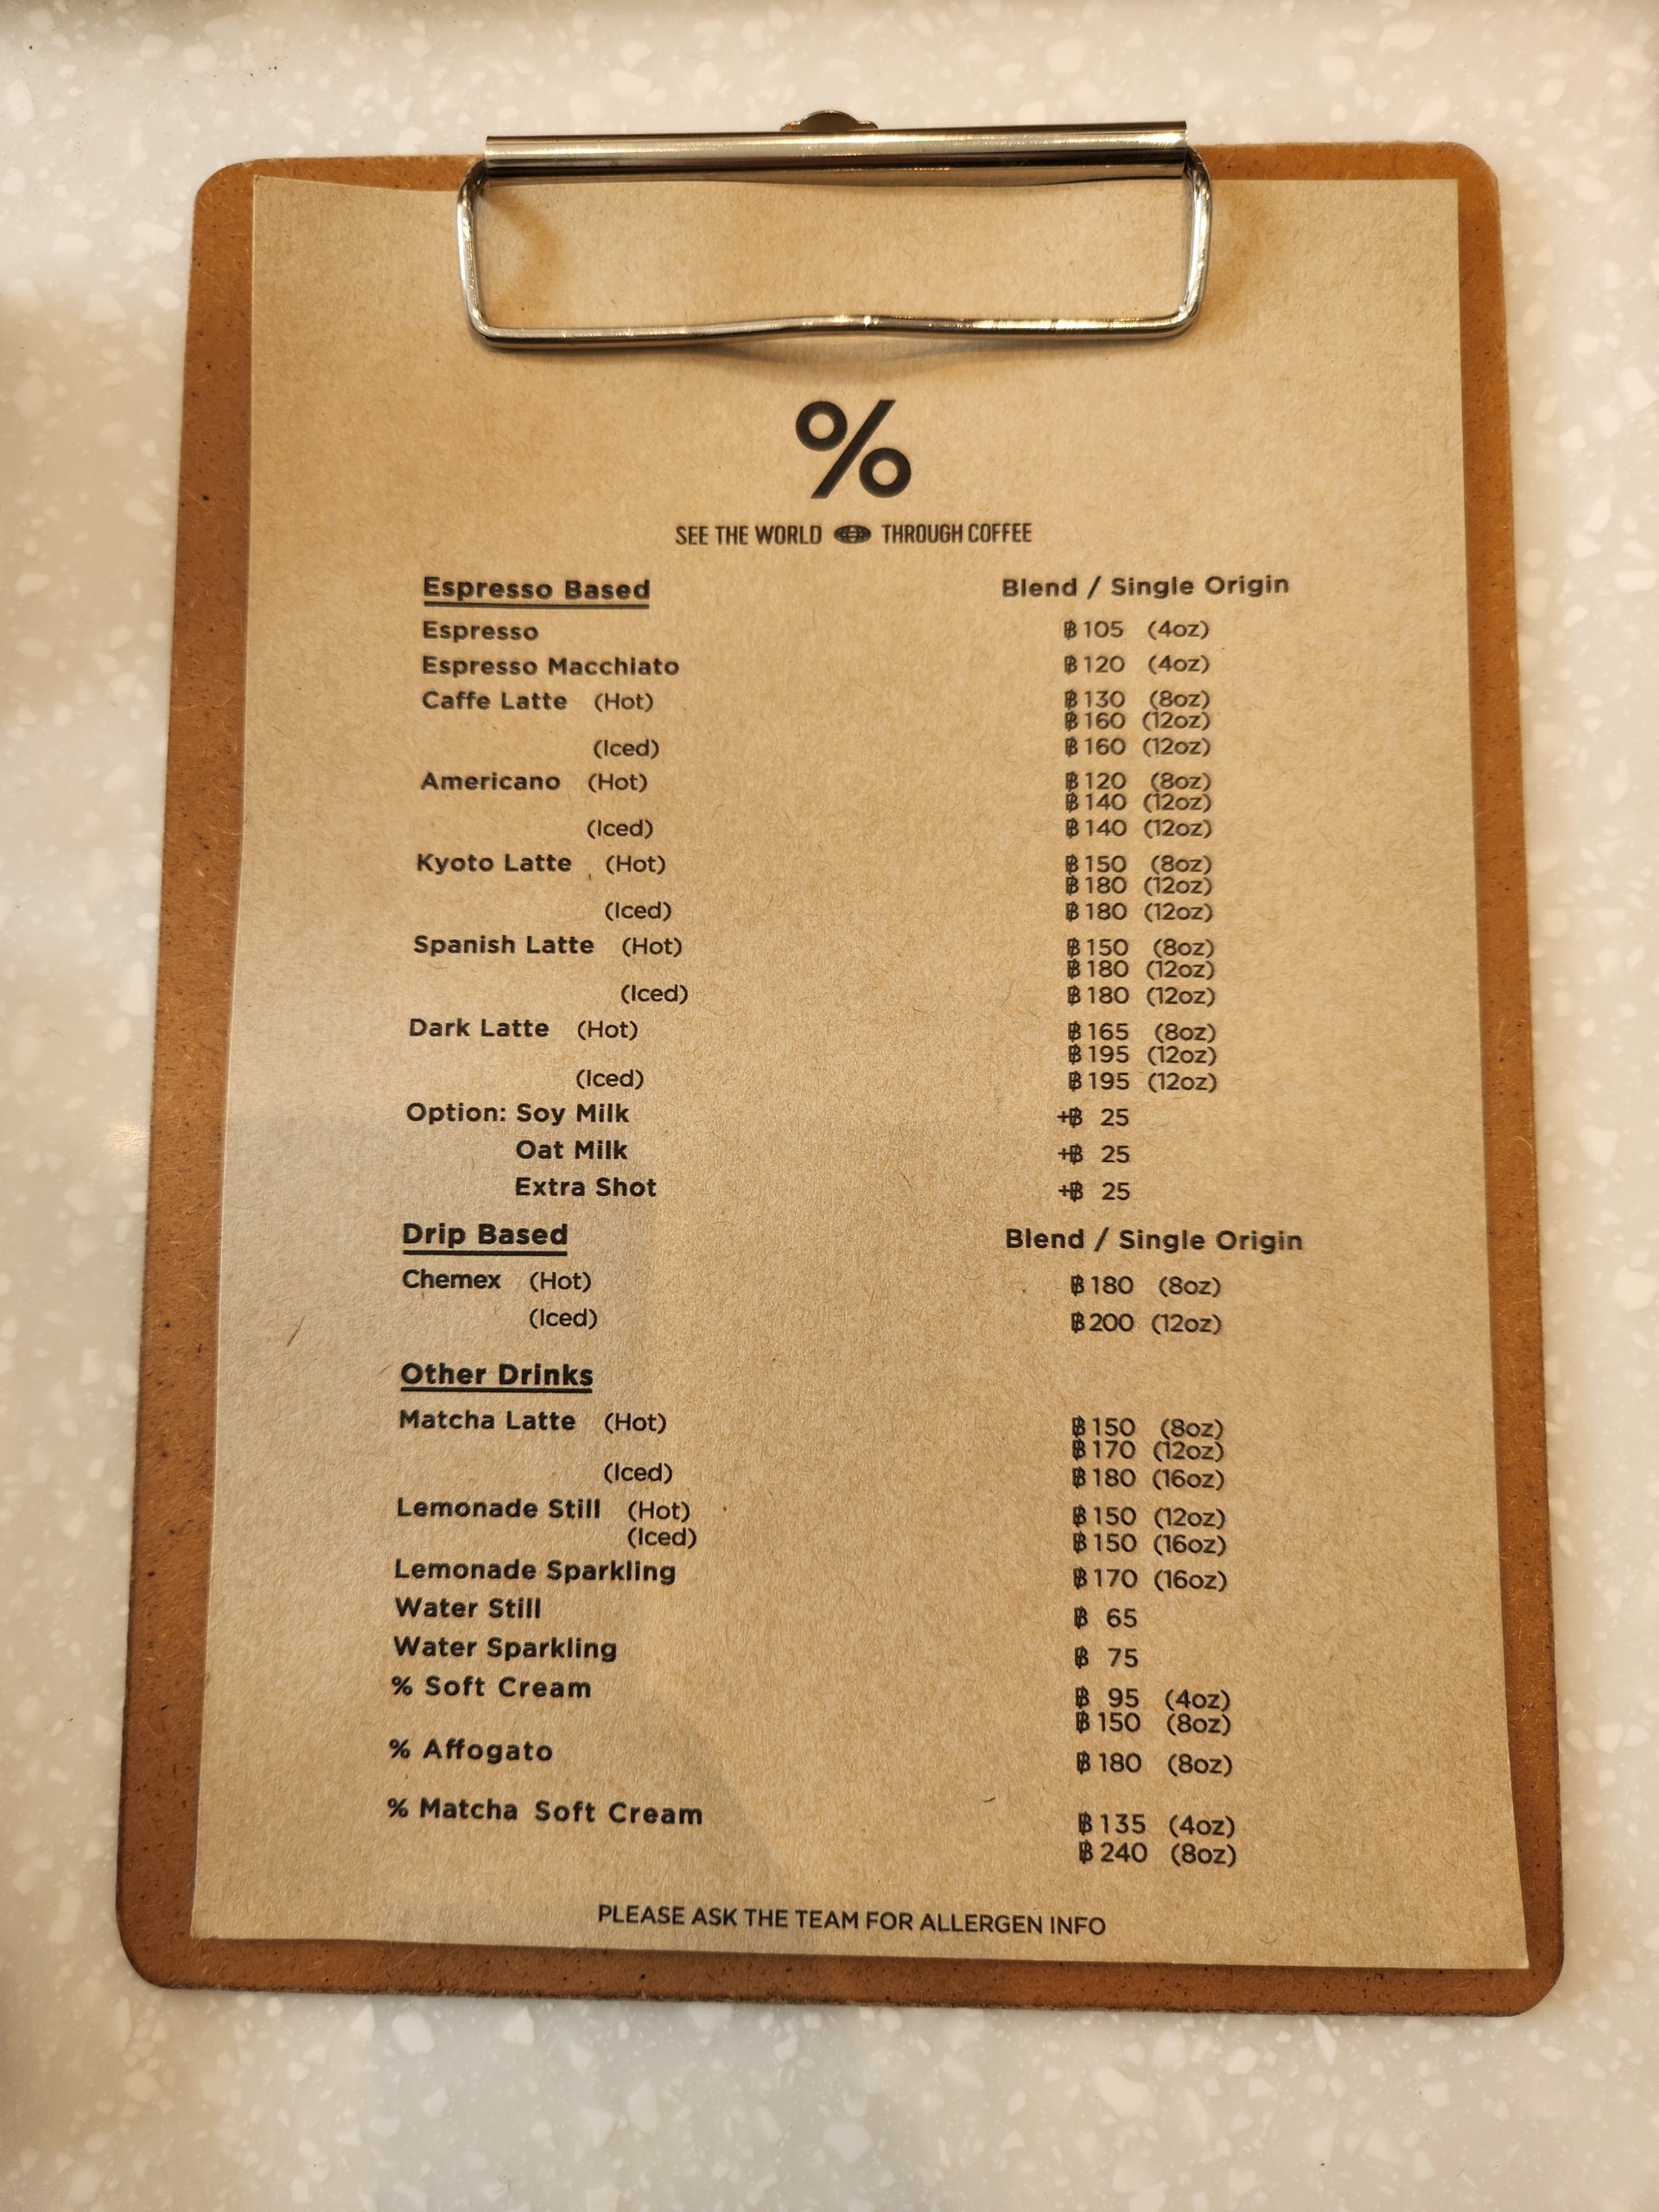 %
SEE THE WORLD THROUGH COFFEE
Espresso Based Blend / Single Origin
Espresso ฿105 (4oz)
Espresso Macchiato ฿120 (4oz)
Caffe Latte (Hot) ฿130 (8oz)
฿160 (12oz)
(Iced) ฿160 (12oz)
Americano (Hot) ฿120 (8oz)
฿140 (12oz)
(Iced) ฿140 (12oz)
Kyoto Latte (Hot) ฿150 (8oz)
฿180 (12oz)
(Iced) ฿180 (12oz)
Spanish Latte (Hot) ฿150 (8oz)
฿180 (12oz)
(Iced) ฿180 (12oz)
Dark Latte (Hot) ฿165 (8oz)
฿195 (12oz)
(Iced) ฿195 (12oz)
Option: Soy Milk +฿ 25
Oat Milk +฿ 25
Extra Shot +฿ 25
Drip Based Blend / Single Origin
Chemex (Hot) ฿180 (8oz)
(Iced) ฿200 (12oz)
Other Drinks
Matcha Latte (Hot) ฿150 (8oz)
฿170 (12oz)
(Iced) ฿180 (16oz)
Lemonade Still (Hot) ฿150 (12oz)
(Iced) ฿150 (16oz)
Lemonade Sparkling ฿170 (16oz)
Water Still ฿ 65
Water Sparkling ฿ 75
% Soft Cream ฿ 95 (4oz)
฿150 (8oz)
% Affogato ฿180 (8oz)
% Matcha Soft Cream ฿135 (4oz)
฿240 (8oz)
PLEASE ASK THE TEAM FOR ALLERGEN INFO